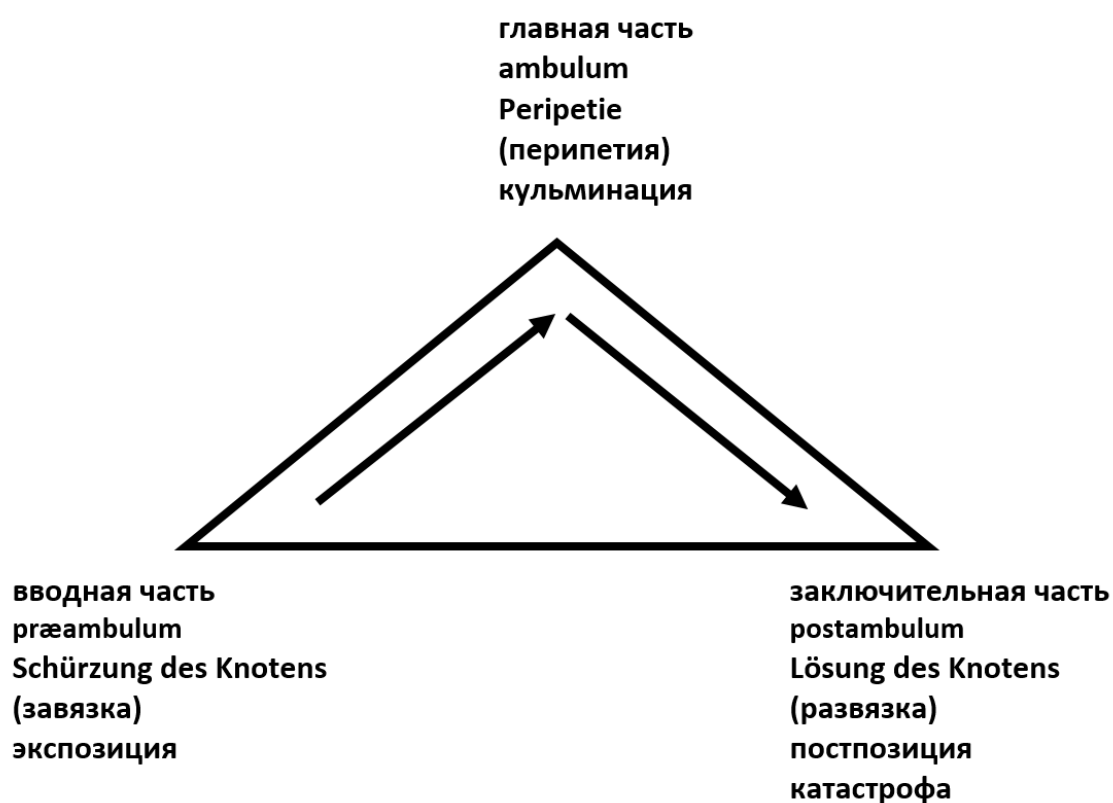 главная часть
ambulum
Peripetie
(перипетия)
кульминация
вводная часть
præambulum
Schürzung des Knotens
(завязка)
экспозиция
заключительная часть
postambulum
Lösung des Knotens
(развязка)
постпозиция
катастрофа